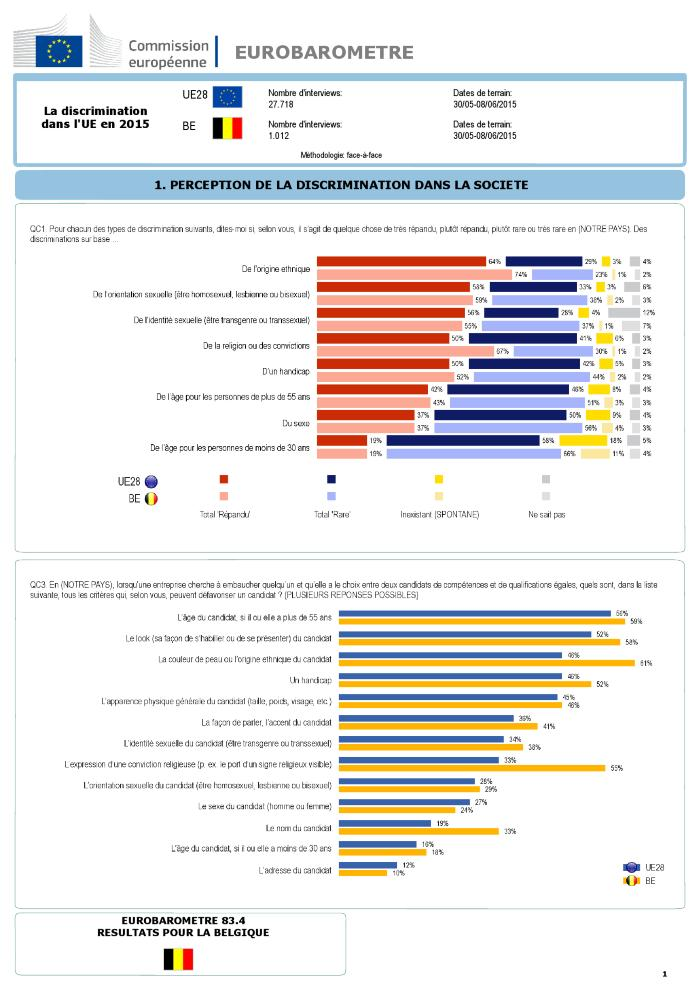 Commission
européenne
EUROBAROMETRE
La discrimination
dans l'UE en 2015
UE28
Nombre d'interviews:
27.718
Dates de terrain:
30/05-08/06/2015
BE
Nombre d'interviews:
1.012
Dates de terrain:
30/05-08/06/2015
Méthodologie: face-à-face
1. PERCEPTION DE LA DISCRIMINATION DANS LA SOCIETE
QC1. Pour chacun des types de discrimination suivants, dites-moi si, selon vous, il s'agit de quelque chose de très répandu, plutôt répandu, plutôt rare ou très rare en (NOTRE PAYS). Des
discriminations sur base ...
De l'origine ethnique
64% 29% 3% 4%
74% 23% 1% 2%
De l'orientation sexuelle (être homosexuel, lesbienne ou bisexuel)
58% 33% 3% 6%
59% 36% 2% 3%
De l'identité sexuelle (être transgenre ou transsexuel)
56% 28% 4% 12%
55% 37% 1% 7%
De la religion ou des convictions
50% 41% 6% 3%
67% 30% 1% 2%
D'un handicap
50% 42% 5% 3%
52% 44% 2% 2%
De l'âge pour les personnes de plus de 55 ans
42% 46% 8% 4%
43% 51% 3% 3%
Du sexe
37% 50% 9% 4%
37% 56% 4% 3%
De l'âge pour les personnes de moins de 30 ans
19% 58% 18% 5%
19% 66% 11% 4%
UE28
BE
Total 'Répandu' Total 'Rare' Inexistant (SPONTANE) Ne sait pas
QC3. En (NOTRE PAYS), lorsqu'une entreprise cherche à embaucher quelqu'un et qu'elle a le choix entre deux candidats de compétences et de qualifications égales, quels sont, dans la liste
suivante, tous les critères qui, selon vous, peuvent défavoriser un candidat ? (PLUSIEURS REPONSES POSSIBLES)
L'âge du candidat, si il ou elle a plus de 55 ans
56%
59%
Le look (sa façon de s'habiller ou de se présenter) du candidat
52%
58%
La couleur de peau ou l'origine ethnique du candidat
46%
61%
Un handicap
46%
52%
L'apparence physique générale du candidat (taille, poids, visage, etc.)
45%
46%
La façon de parler, l'accent du candidat
36%
41%
L'identité sexuelle du candidat (être transgenre ou transsexuel)
34%
38%
L'expression d'une conviction religieuse (p. ex. le port d'un signe religieux visible)
33%
55%
L'orientation sexuelle du candidat (être homosexuel, lesbienne ou bisexuel)
28%
29%
Le sexe du candidat (homme ou femme)
27%
24%
Le nom du candidat
19%
33%
L'âge du candidat, si il ou elle a moins de 30 ans
16%
18%
L'adresse du candidat
12%
10%
UE28
BE
EUROBAROMETRE 83.4
RESULTATS POUR LA BELGIQUE
1